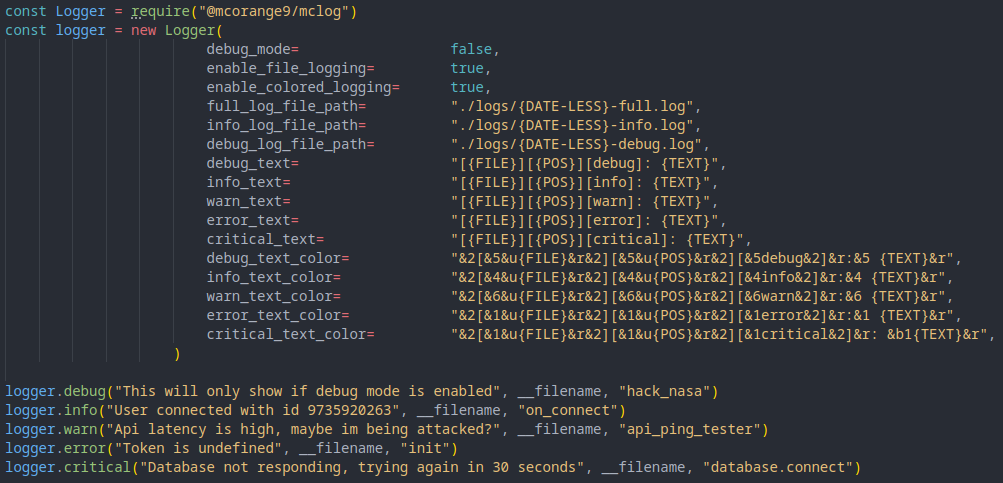 const Logger = require("@mcorange9/mclog")
const logger = new Logger(
debug_mode= false,
enable_file_logging= true,
enable_colored_logging= true,
full_log_file_path= "./logs/{DATE-LESS}-full.log",
info_log_file_path= "./logs/{DATE-LESS}-info.log",
debug_log_file_path= "./logs/{DATE-LESS}-debug.log",
debug_text= "[{FILE}][{POS}][debug]: {TEXT}",
info_text= "[{FILE}][{POS}][info]: {TEXT}",
warn_text= "[{FILE}][{POS}][warn]: {TEXT}",
error_text= "[{FILE}][{POS}][error]: {TEXT}",
critical_text= "[{FILE}][{POS}][critical]: {TEXT}",
debug_text_color= "&2[&5&u{FILE}&r&2][&5&u{POS}&r&2][&5debug&2]&r:&5 {TEXT}&r",
info_text_color= "&2[&4&u{FILE}&r&2][&4&u{POS}&r&2][&4info&2]&r:&4 {TEXT}&r",
warn_text_color= "&2[&6&u{FILE}&r&2][&6&u{POS}&r&2][&6warn&2]&r:&6 {TEXT}&r",
error_text_color= "&2[&1&u{FILE}&r&2][&1&u{POS}&r&2][&1error&2]&r:&1 {TEXT}&r",
critical_text_color= "&2[&1&u{FILE}&r&2][&1&u{POS}&r&2][&1critical&2]&r: &b1{TEXT}&r",
)
logger.debug("This will only show if debug mode is enabled", __filename, "hack_nasa")
logger.info("User connected with id 9735920263", __filename, "on_connect")
logger.warn("Api latency is high, maybe im being attacked?", __filename, "api_ping_tester")
logger.error("Token is undefined", __filename, "init")
logger.critical("Database not responding, trying again in 30 seconds", __filename, "database.connect")